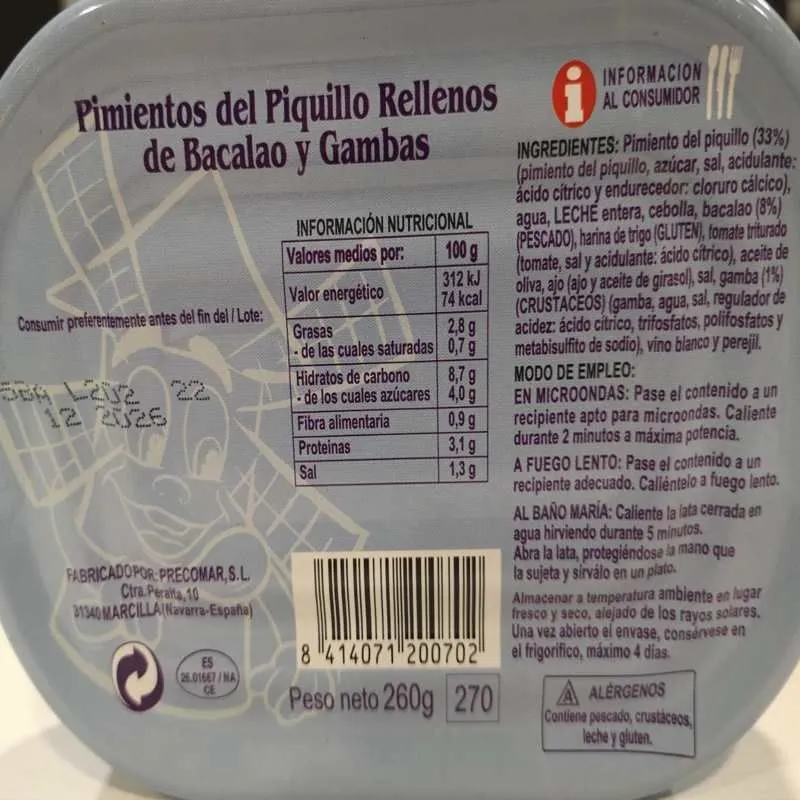 Pimientos del Piquillo Rellenos
de Bacalao y Gambas
INFORMACIÓN NUTRICIONAL
Valores medios por: 100 g
Valor energético 312 kJ
74 kcal
Grasas 2,8 g
- de las cuales saturadas 0,7 g
Hidratos de carbono 8,7 g
- de los cuales azúcares 4,0 g
Fibra alimentaria 0,9 g
Proteinas 3,1 g
Sal 1,3 g
Consumir preferentemente antes del fin del / Lote:
L202 22
12 2026
FABRICADO POR: PRECOMAR, S.L.
Ctra. Peralta, 10
31340 MARCILLA (Navarra-España)
ES
26.01667 / NA
CE
8 414071 200702
Peso neto 260g 270
i INFORMACION
AL CONSUMIDOR
INGREDIENTES: Pimiento del piquillo (33%)
(pimiento del piquillo, azúcar, sal, acidulante:
ácido cítrico y endurecedor: cloruro cálcico),
agua, LECHE entera, cebolla, bacalao (8%)
(PESCADO), harina de trigo (GLUTEN), tomate triturado
(tomate, sal y acidulante: ácido cítrico), aceite de
oliva, ajo (ajo y aceite de girasol), sal, gamba (1%)
(CRUSTACEOS) (gamba, agua, sal, regulador de
acidez: ácido cítrico, trifosfatos, polifosfatos y
metabisulfito de sodio), vino blanco y perejil.
MODO DE EMPLEO:
EN MICROONDAS: Pase el contenido a un
recipiente apto para microondas. Caliente
durante 2 minutos a máxima potencia.
A FUEGO LENTO: Pase el contenido a un
recipiente adecuado. Caliéntelo a fuego lento.
AL BAÑO MARÍA: Caliente la lata cerrada en
agua hirviendo durante 5 minutos.
Abra la lata, protegiéndose la mano que
la sujeta y sírvalo en un plato.
Almacenar a temperatura ambiente en lugar
fresco y seco, alejado de los rayos solares.
Una vez abierto el envase, consérvese en
el frigorífico, máximo 4 días.
ALÉRGENOS
Contiene pescado, crustáceos,
leche y gluten.